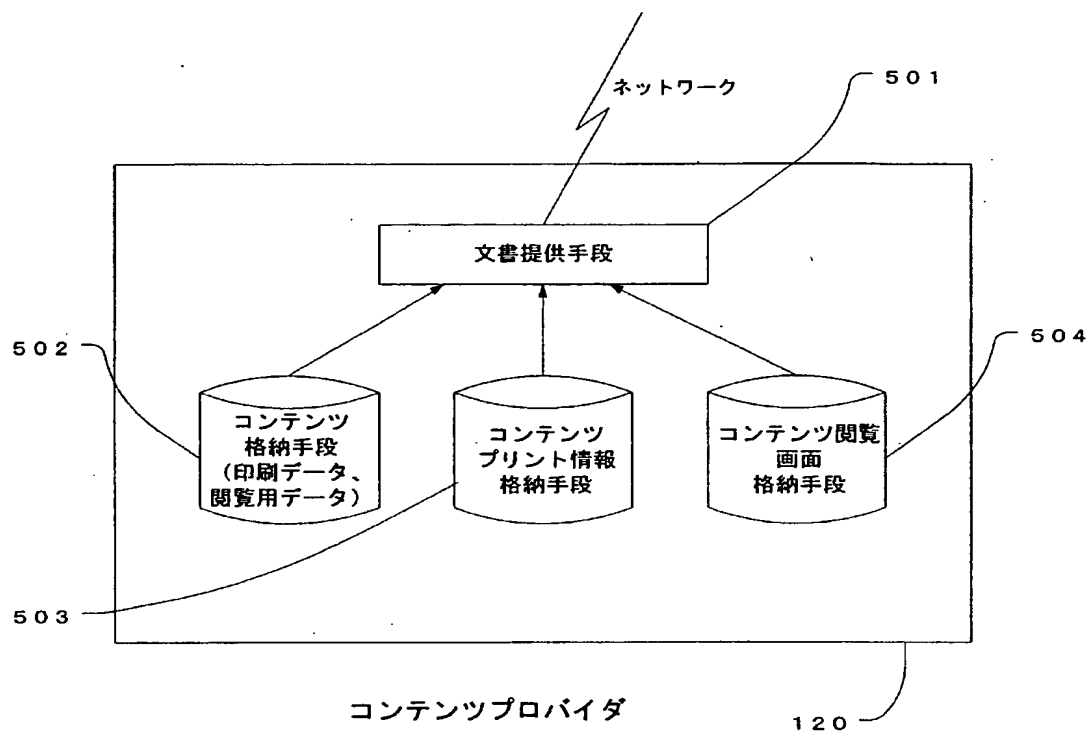 ネットワーク
501
文書提供手段
502
504
コンテンツ
格納手段
(印刷データ、
閲覧用データ)
コンテンツ
プリント情報
格納手段
コンテンツ閲覧
画面
格納手段
503
コンテンツプロバイダ
120